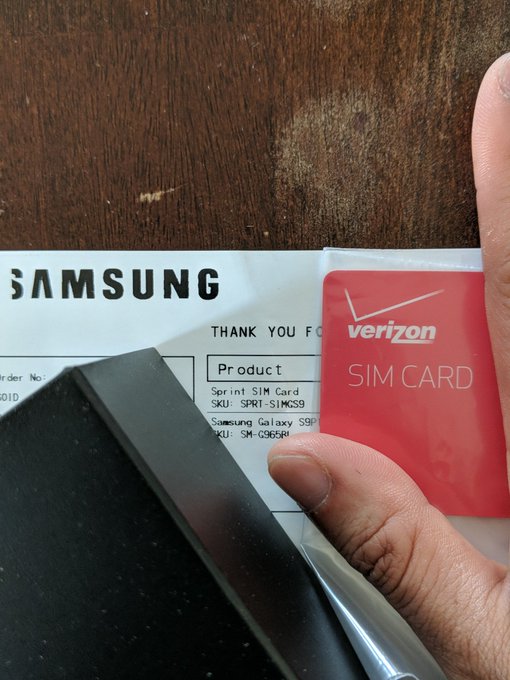 SAMSUNG
THANK YOU FO
verizon
SIM CARD
Order No:
Product
Sprint SIM Card
SKU: SPRT-SIMGS9
Samsung Galaxy S9P
SKU: SM-G965